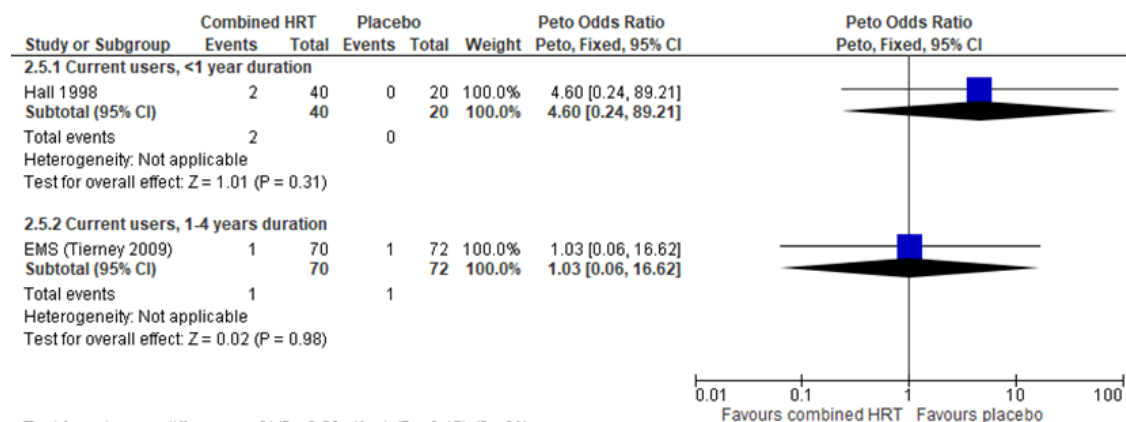 Combined HRT Placebo Peto Odds Ratio Peto Odds Ratio
Study or Subgroup Events Total Events Total Weight Peto, Fixed, 95% CI Peto, Fixed, 95% CI
2.5.1 Current users, <1 year duration
Hall 1998 2 40 0 20 100.0% 4.60 [0.24, 89.21]
Subtotal (95% CI) 40 20 100.0% 4.60 [0.24, 89.21]
Total events 2 0
Heterogeneity: Not applicable
Test for overall effect: Z = 1.01 (P = 0.31)
2.5.2 Current users, 1-4 years duration
EMS (Tierney 2009) 1 70 1 72 100.0% 1.03 [0.06, 16.62]
Subtotal (95% CI) 70 72 100.0% 1.03 [0.06, 16.62]
Total events 1 1
Heterogeneity: Not applicable
Test for overall effect: Z = 0.02 (P = 0.98)
0.01 0.1 1 10 100
Favours combined HRT Favours placebo